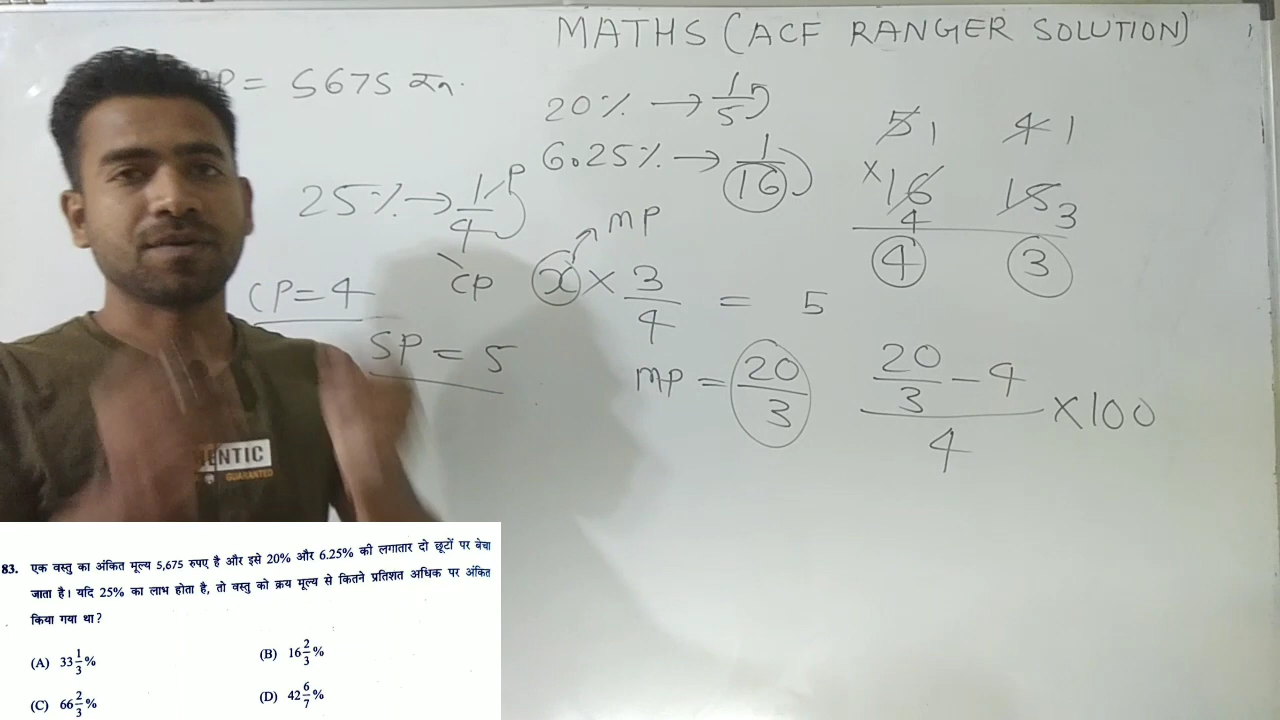 MATHS (ACF RANGER SOLUTION)
MP = 5675 रू.
20% → 1/5
6.25% → 1/16
25% → 1/4 P
CP
CP = 4
SP = 5
5 1 4 1
× 16 4 15 3
4 3
MP
x × 3/4 = 5
MP = 20/3
20/3 - 4
4 × 100
HENTIC
GUARANTED
83. एक वस्तु का अंकित मूल्य 5,675 रुपए है और इसे 20% और 6.25% की लगातार दो छूटों पर बेचा
जाता है। यदि 25% का लाभ होता है, तो वस्तु को क्रय मूल्य से कितने प्रतिशत अधिक पर अंकित
किया गया था?
(A) 33 1/3 %
(B) 16 2/3 %
(C) 66 2/3 %
(D) 42 6/7 %